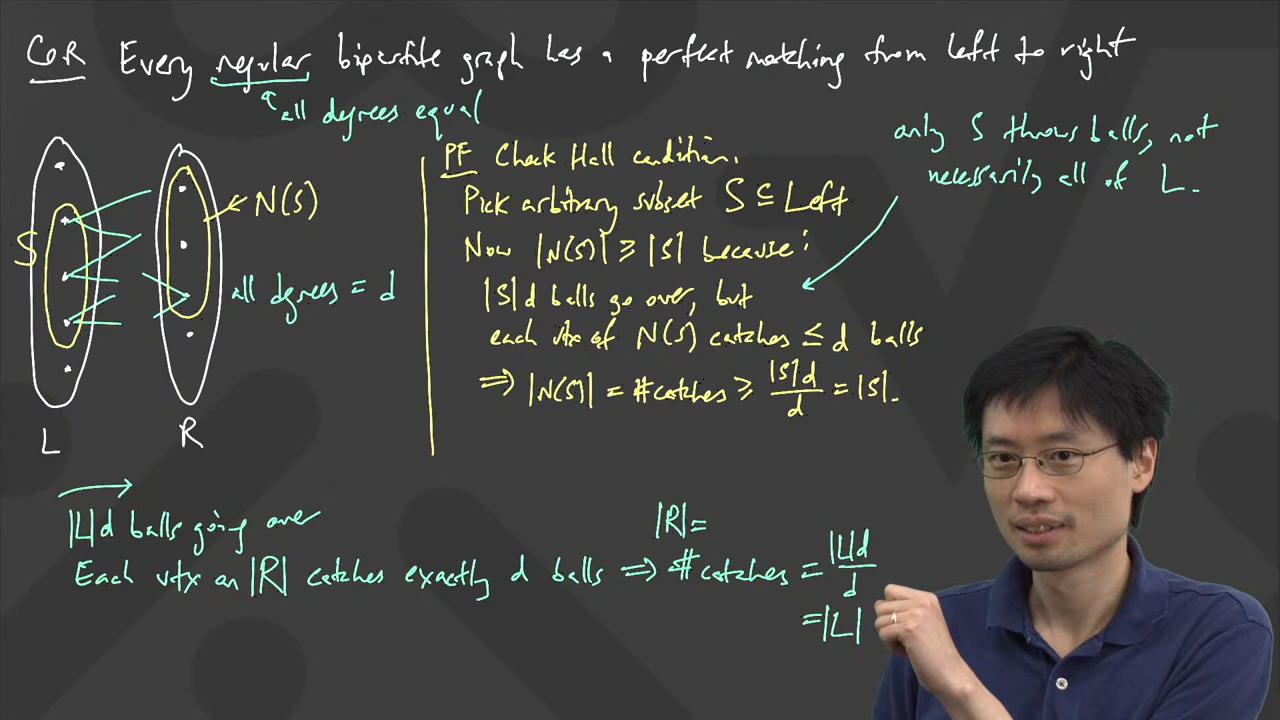 COR Every regular bipartite graph has a perfect matching from left to right
all degrees equal
only S throws balls, not
necessarily all of L.
PF Check Hall condition.
Pick arbitrary subset S ⊆ Left
Now |N(S)| ≥ |S| because:
|S|d balls go over, but
each vtx of N(S) catches ≤ d balls
⇒ |N(S)| = #catches ≥ |S|d/d = |S|.
S
N(S)
all degrees = d
L
R
|L|d balls going over
Each vtx on |R| catches exactly d balls ⇒ #catches = |L|d/d
|R|=
=|L|